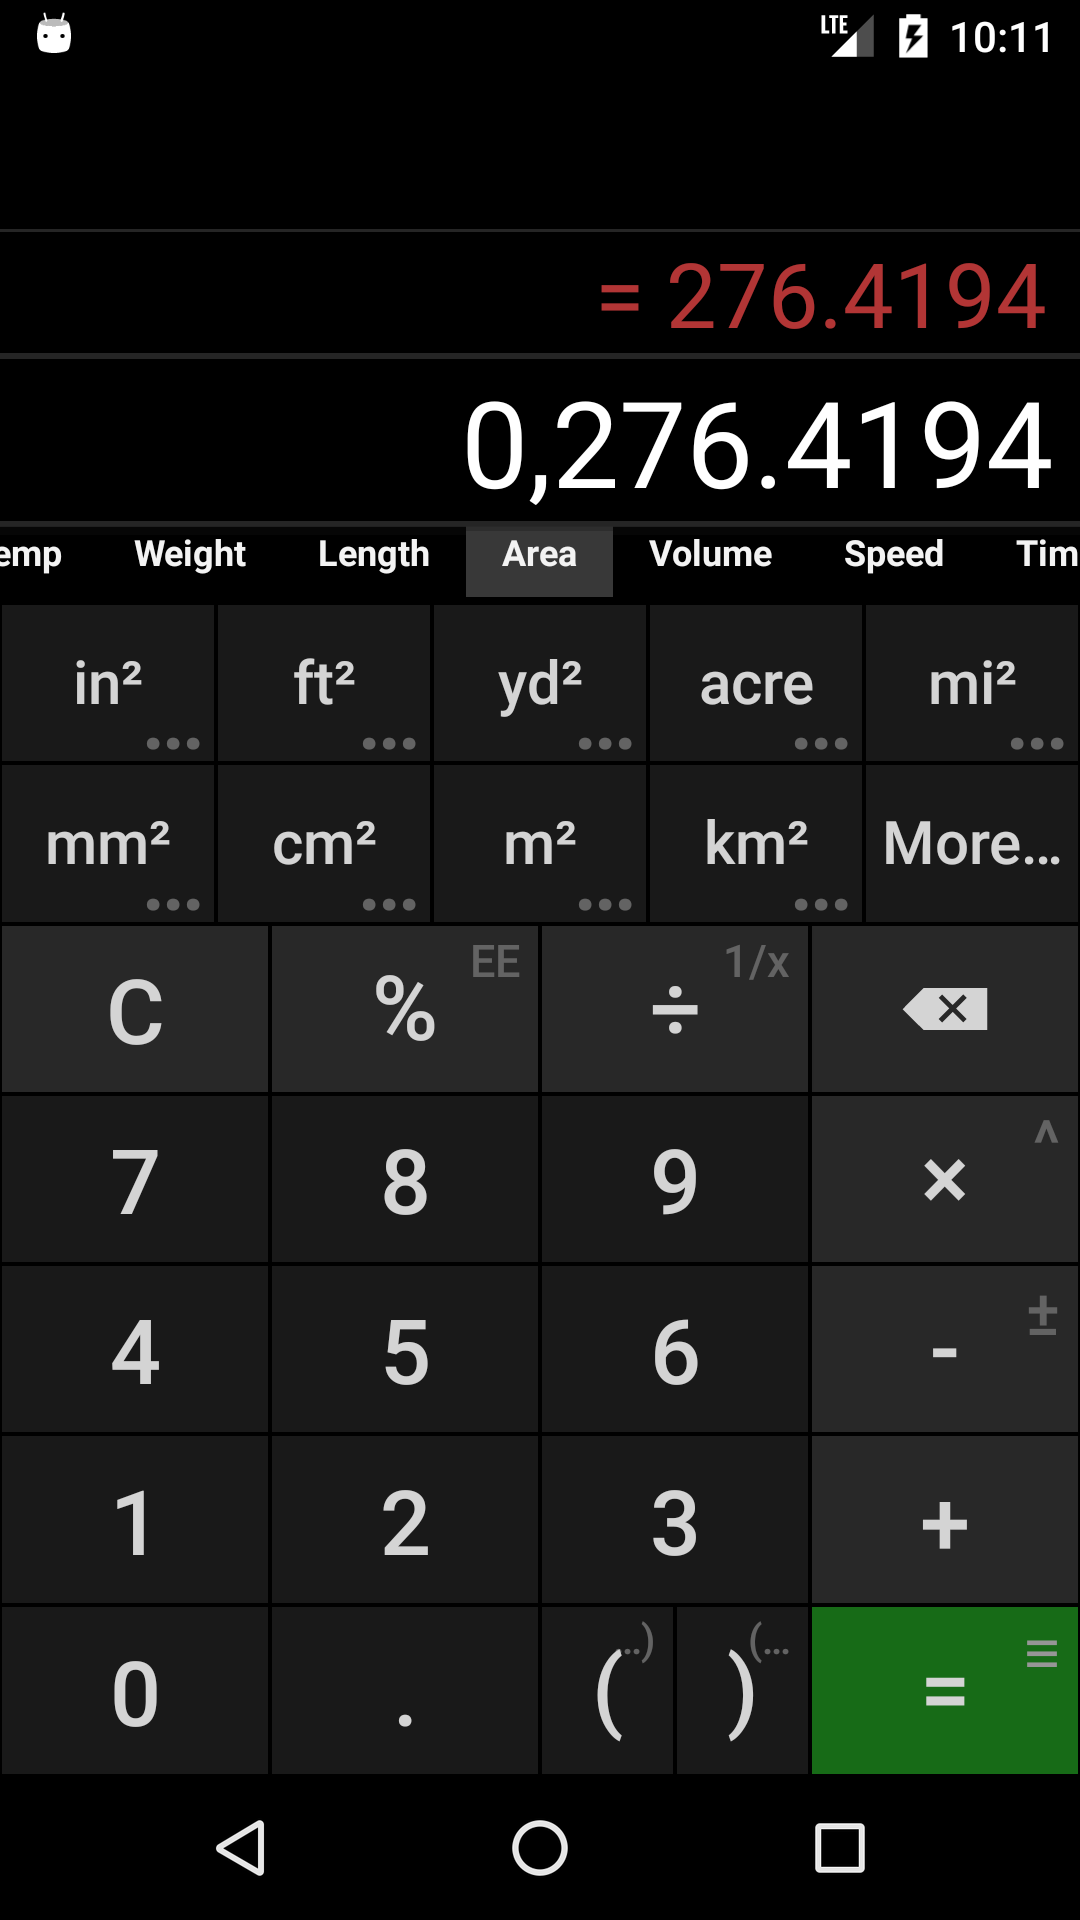 LTE 10:11
= 276.4194
0,276.4194
emp Weight Length Area Volume Speed Tim
in² ft² yd² acre mi²
mm² cm² m² km² More...
C % EE ÷ 1/x
7 8 9 × ^
4 5 6 - ±
1 2 3 +
0 . ( ..) ) (... =